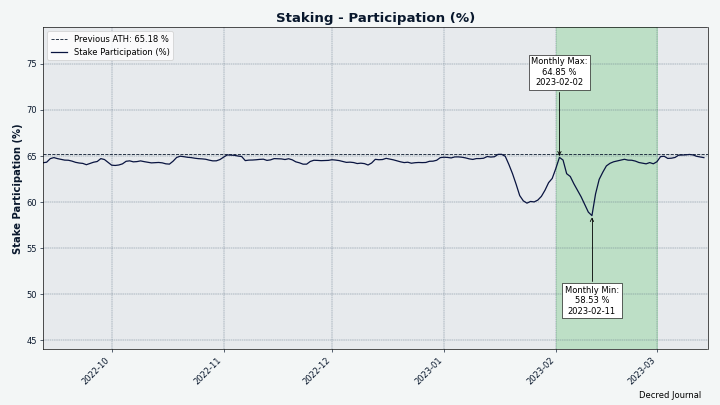 Staking - Participation (%)
Previous ATH: 65.18 %
Stake Participation (%)
Monthly Max:
64.85 %
2023-02-02
Monthly Min:
58.53 %
2023-02-11
Stake Participation (%)
75
70
65
60
55
50
45
2022-10
2022-11
2022-12
2023-01
2023-02
2023-03
Decred Journal